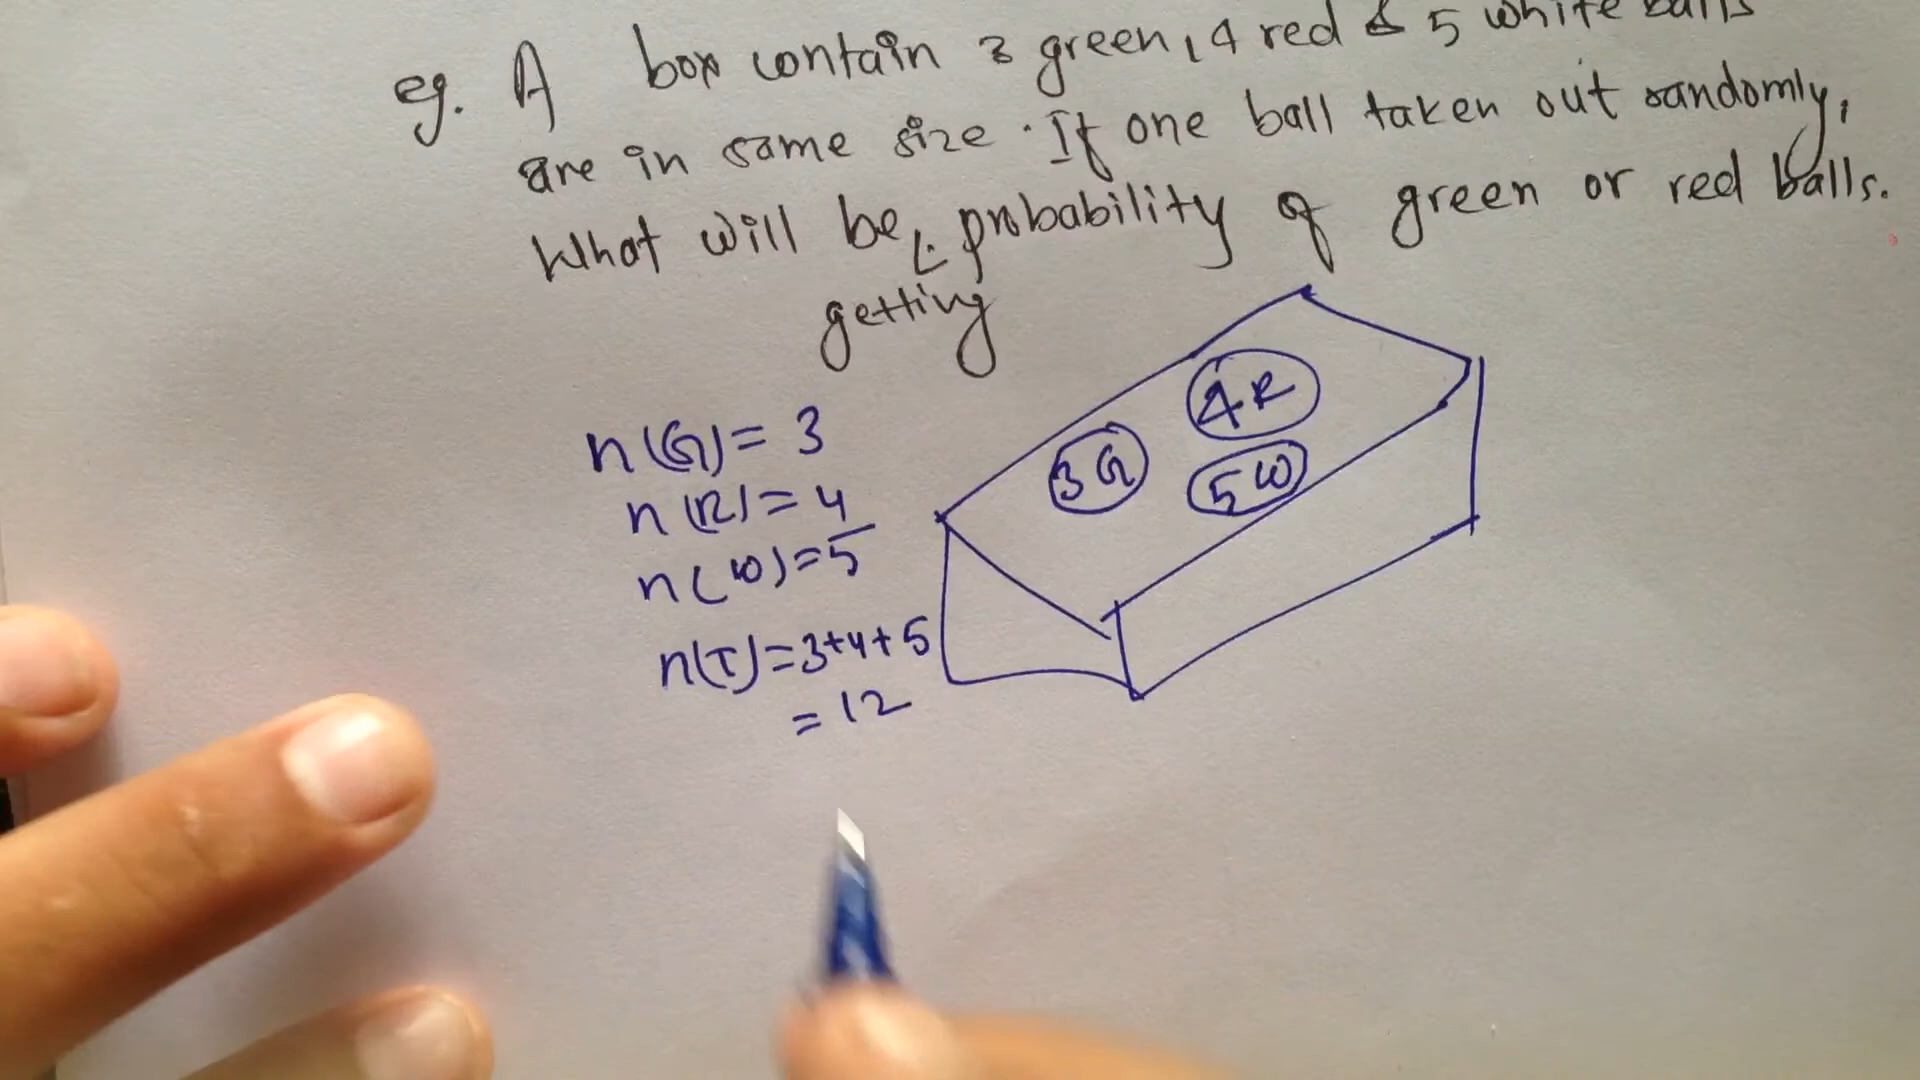 eg. A box contain 3 green, 4 red & 5 white balls
are in same size. If one ball taken out randomly,
What will be probability of green or red balls.
getting
4R
3G
5W
n(G) = 3
n(R) = 4
n(W) = 5
n(T) = 3+4+5
= 12